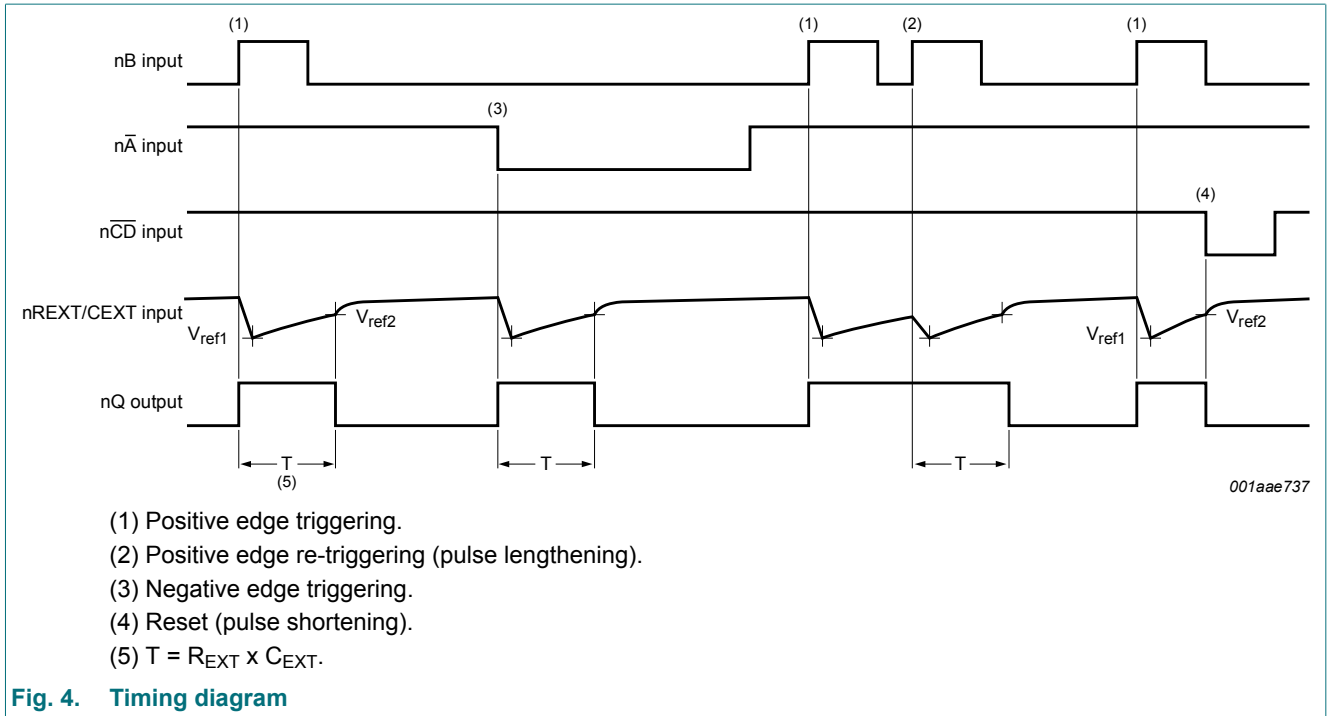 (1) (1) (2) (1)
nB input
(3)
nA̅ input
(4)
nC̅D̅ input
nREXT/CEXT input
Vref1 Vref2 Vref1 Vref2
nQ output
T T T
(5)
001aae737
(1) Positive edge triggering.
(2) Positive edge re-triggering (pulse lengthening).
(3) Negative edge triggering.
(4) Reset (pulse shortening).
(5) T = REXT x CEXT.
Fig. 4. Timing diagram